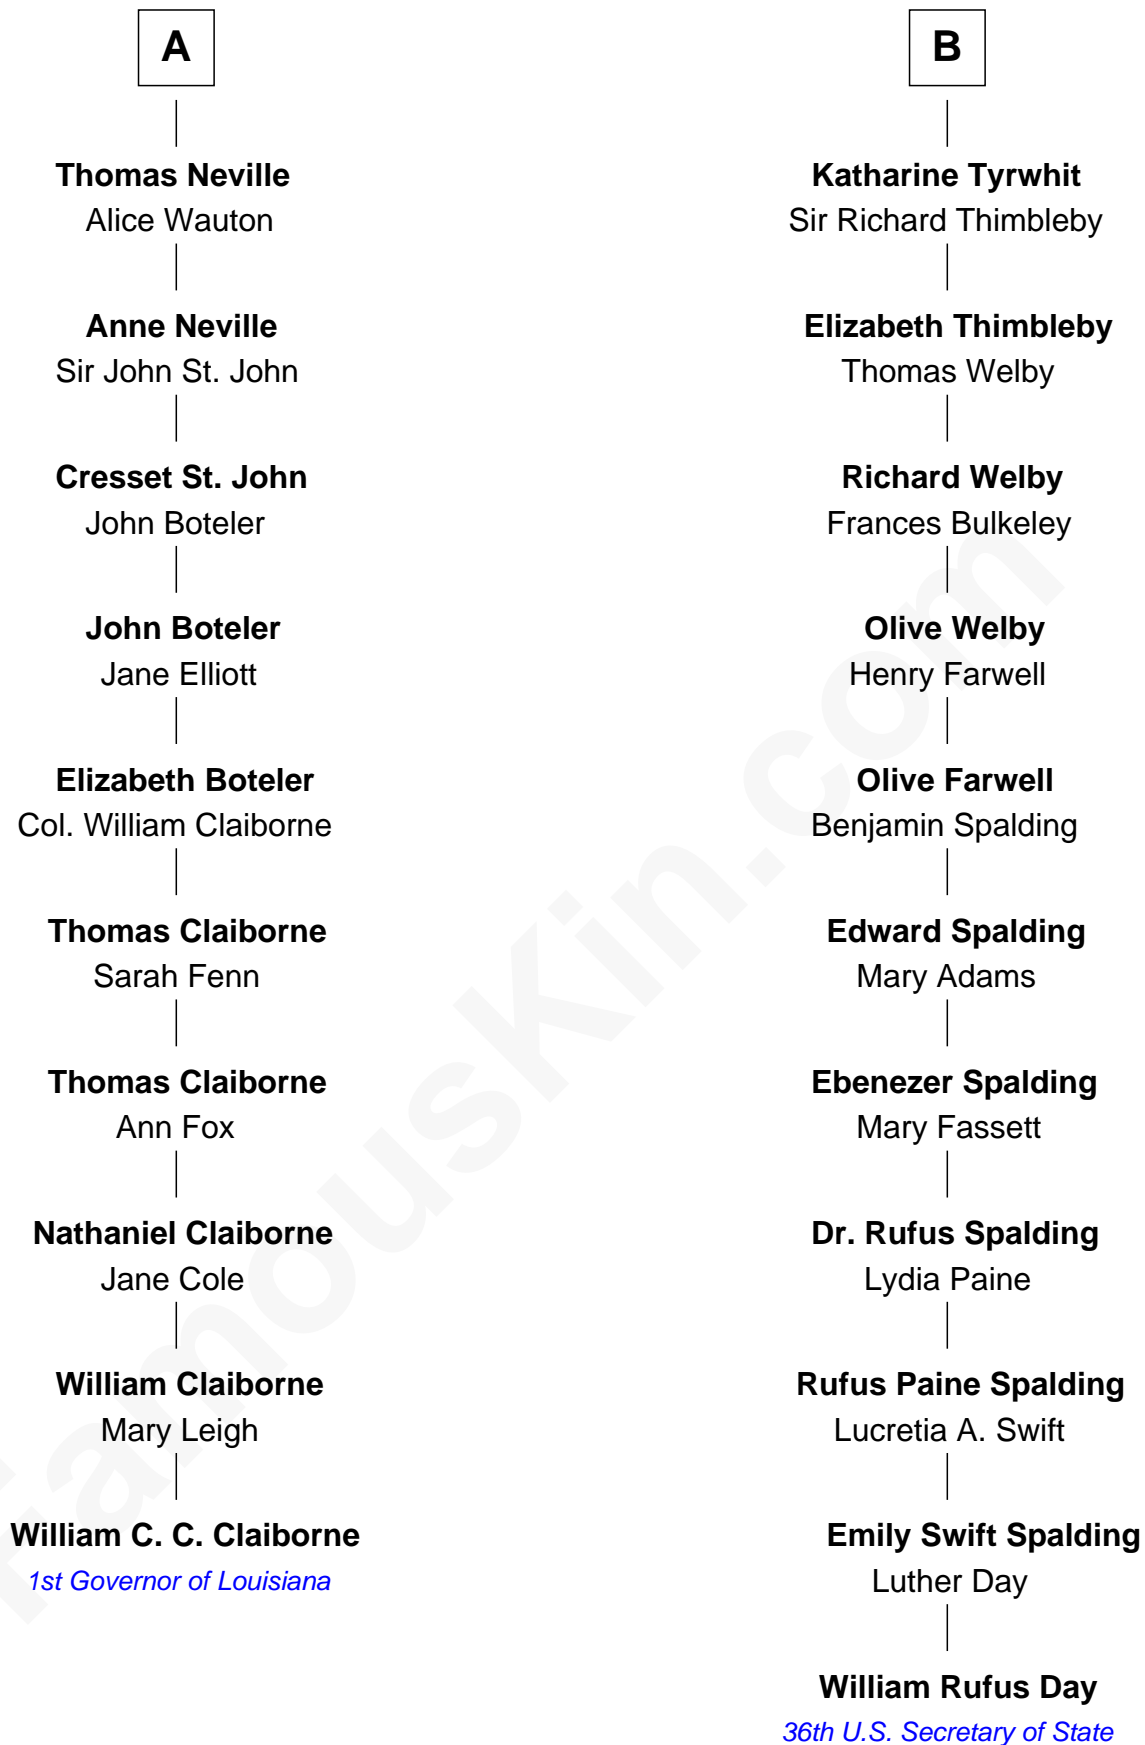 A
Thomas Neville
Alice Wauton
Anne Neville
Sir John St. John
Cresset St. John
John Boteler
John Boteler
Jane Elliott
Elizabeth Boteler
Col. William Claiborne
Thomas Claiborne
Sarah Fenn
Thomas Claiborne
Ann Fox
Nathaniel Claiborne
Jane Cole
William Claiborne
Mary Leigh
William C. C. Claiborne
1st Governor of Louisiana
B
Katharine Tyrwhit
Sir Richard Thimbleby
Elizabeth Thimbleby
Thomas Welby
Richard Welby
Frances Bulkeley
Olive Welby
Henry Farwell
Olive Farwell
Benjamin Spalding
Edward Spalding
Mary Adams
Ebenezer Spalding
Mary Fassett
Dr. Rufus Spalding
Lydia Paine
Rufus Paine Spalding
Lucretia A. Swift
Emily Swift Spalding
Luther Day
William Rufus Day
36th U.S. Secretary of State
FamousKin.com